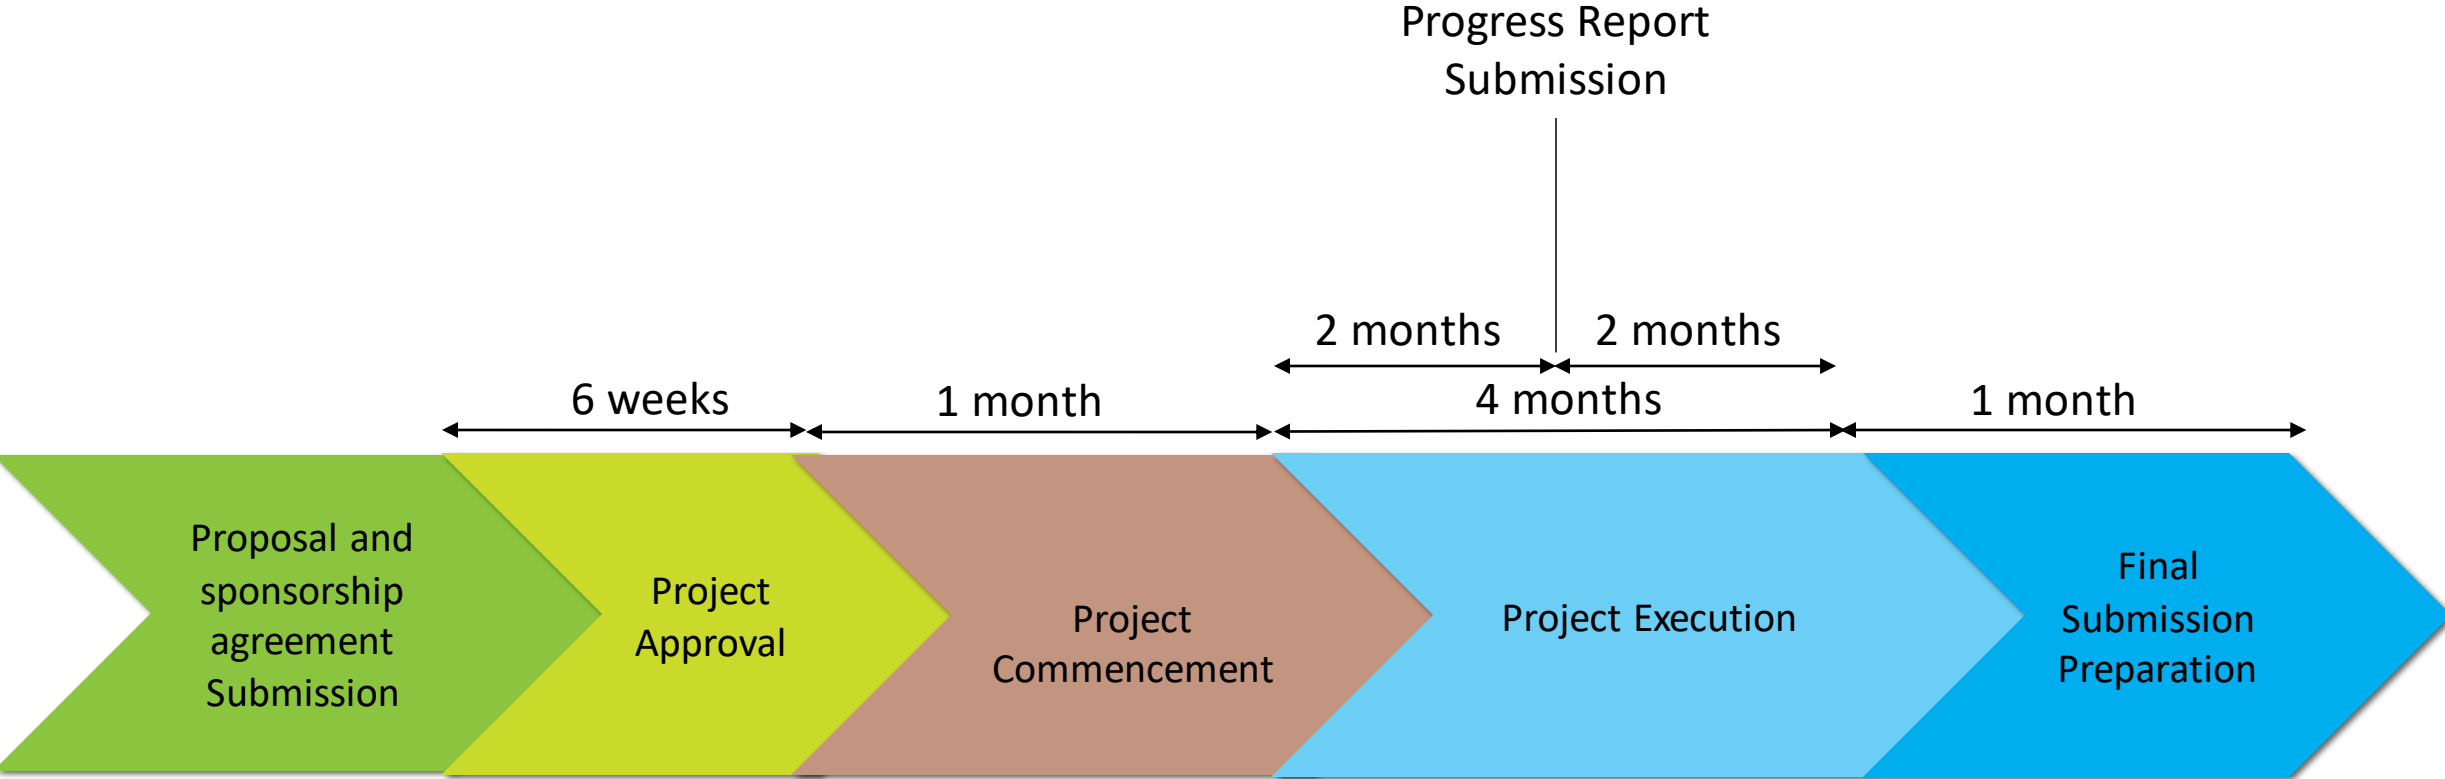 Progress Report
Submission
2 months
2 months
6 weeks
1 month
4 months
1 month
Proposal and
sponsorship
agreement
Submission
Project
Approval
Project
Commencement
Project Execution
Final
Submission
Preparation